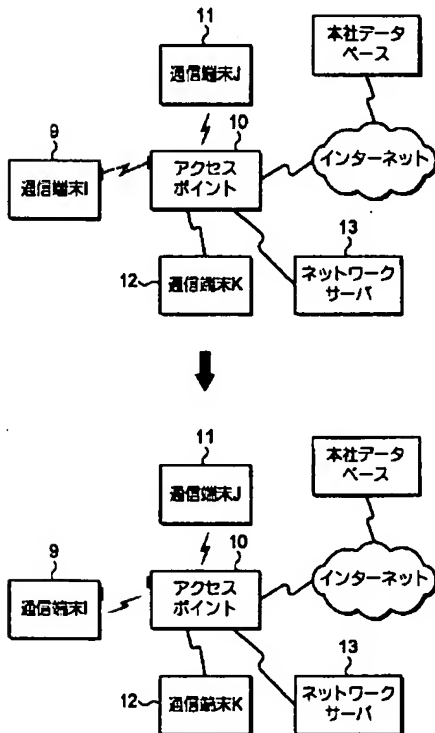 11
通信端末J
本社データ
ベース
9
通信端末I
10
アクセス
ポイント
インターネット
12
通信端末K
13
ネットワーク
サーバ
11
通信端末J
本社データ
ベース
9
通信端末I
10
アクセス
ポイント
インターネット
12
通信端末K
13
ネットワーク
サーバ